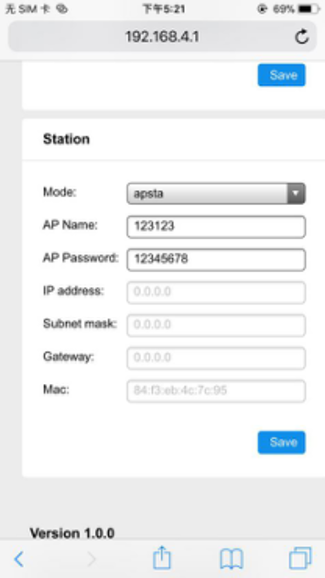 无 SIM 卡 下午5:21 69%
192.168.4.1
Save
Station
Mode: apsta
AP Name: 123123
AP Password: 12345678
IP address: 0.0.0.0
Subnet mask: 0.0.0.0
Gateway: 0.0.0.0
Mac: 84:f3:eb:4c:7c:95
Save
Version 1.0.0